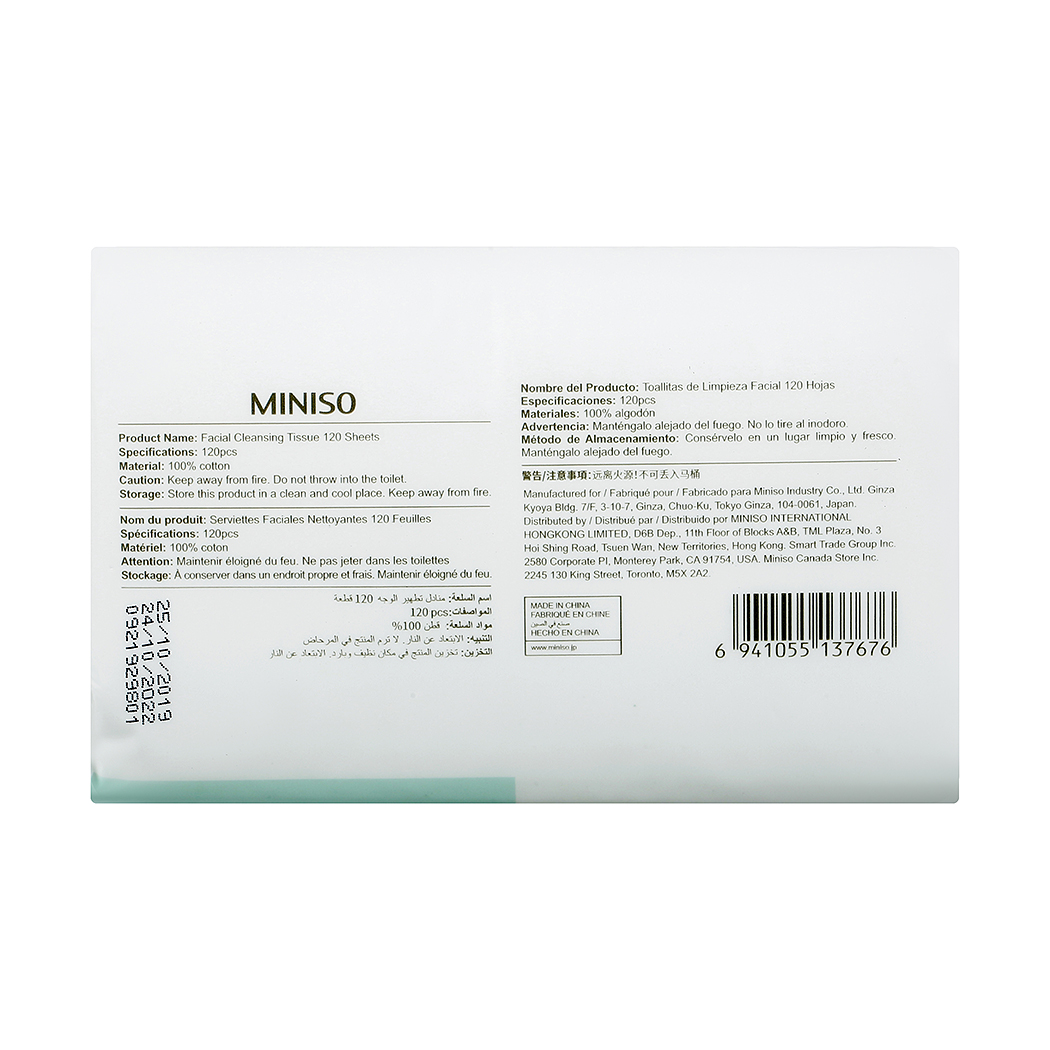 MINISO
Product Name: Facial Cleansing Tissue 120 Sheets
Specifications: 120pcs
Material: 100% cotton
Caution: Keep away from fire. Do not throw into the toilet.
Storage: Store this product in a clean and cool place. Keep away from fire.
Nom du produit: Serviettes Faciales Nettoyantes 120 Feuilles
Spécifications: 120pcs
Matériel: 100% coton
Attention: Maintenir éloigné du feu. Ne pas jeter dans les toilettes
Stockage: À conserver dans un endroit propre et frais. Maintenir éloigné du feu.
اسم السلعة: مناديل تطهير الوجه 120 قطعة
المواصفات: 120 pcs
مواد السلعة: قطن 100%
التنبيه: الابتعاد عن النار. لا ترم المنتج في المرحاض
التخزين: تخزين المنتج في مكان نظيف وبارد. الابتعاد عن النار
25/10/2019
24/10/2022
0921929801
Nombre del Producto: Toallitas de Limpieza Facial 120 Hojas
Especificaciones: 120pcs
Materiales: 100% algodón
Advertencia: Manténgalo alejado del fuego. No lo tire al inodoro.
Método de Almacenamiento: Consérvelo en un lugar limpio y fresco.
Manténgalo alejado del fuego.
警告/注意事項:远离火源!不可丢入马桶
Manufactured for / Fabriqué pour / Fabricado para Miniso Industry Co., Ltd. Ginza
Kyoya Bldg. 7/F, 3-10-7, Ginza, Chuo-Ku, Tokyo Ginza, 104-0061, Japan.
Distributed by / Distribué par / Distribuido por MINISO INTERNATIONAL
HONGKONG LIMITED, D6B Dep., 11th Floor of Blocks A&B, TML Plaza, No. 3
Hoi Shing Road, Tsuen Wan, New Territories, Hong Kong. Smart Trade Group Inc.
2580 Corporate Pl, Monterey Park, CA 91754, USA. Miniso Canada Store Inc.
2245 130 King Street, Toronto, M5X 2A2.
MADE IN CHINA
FABRIQUÉ EN CHINE
صنع في الصين
HECHO EN CHINA
www.miniso.jp
6 941055 137676